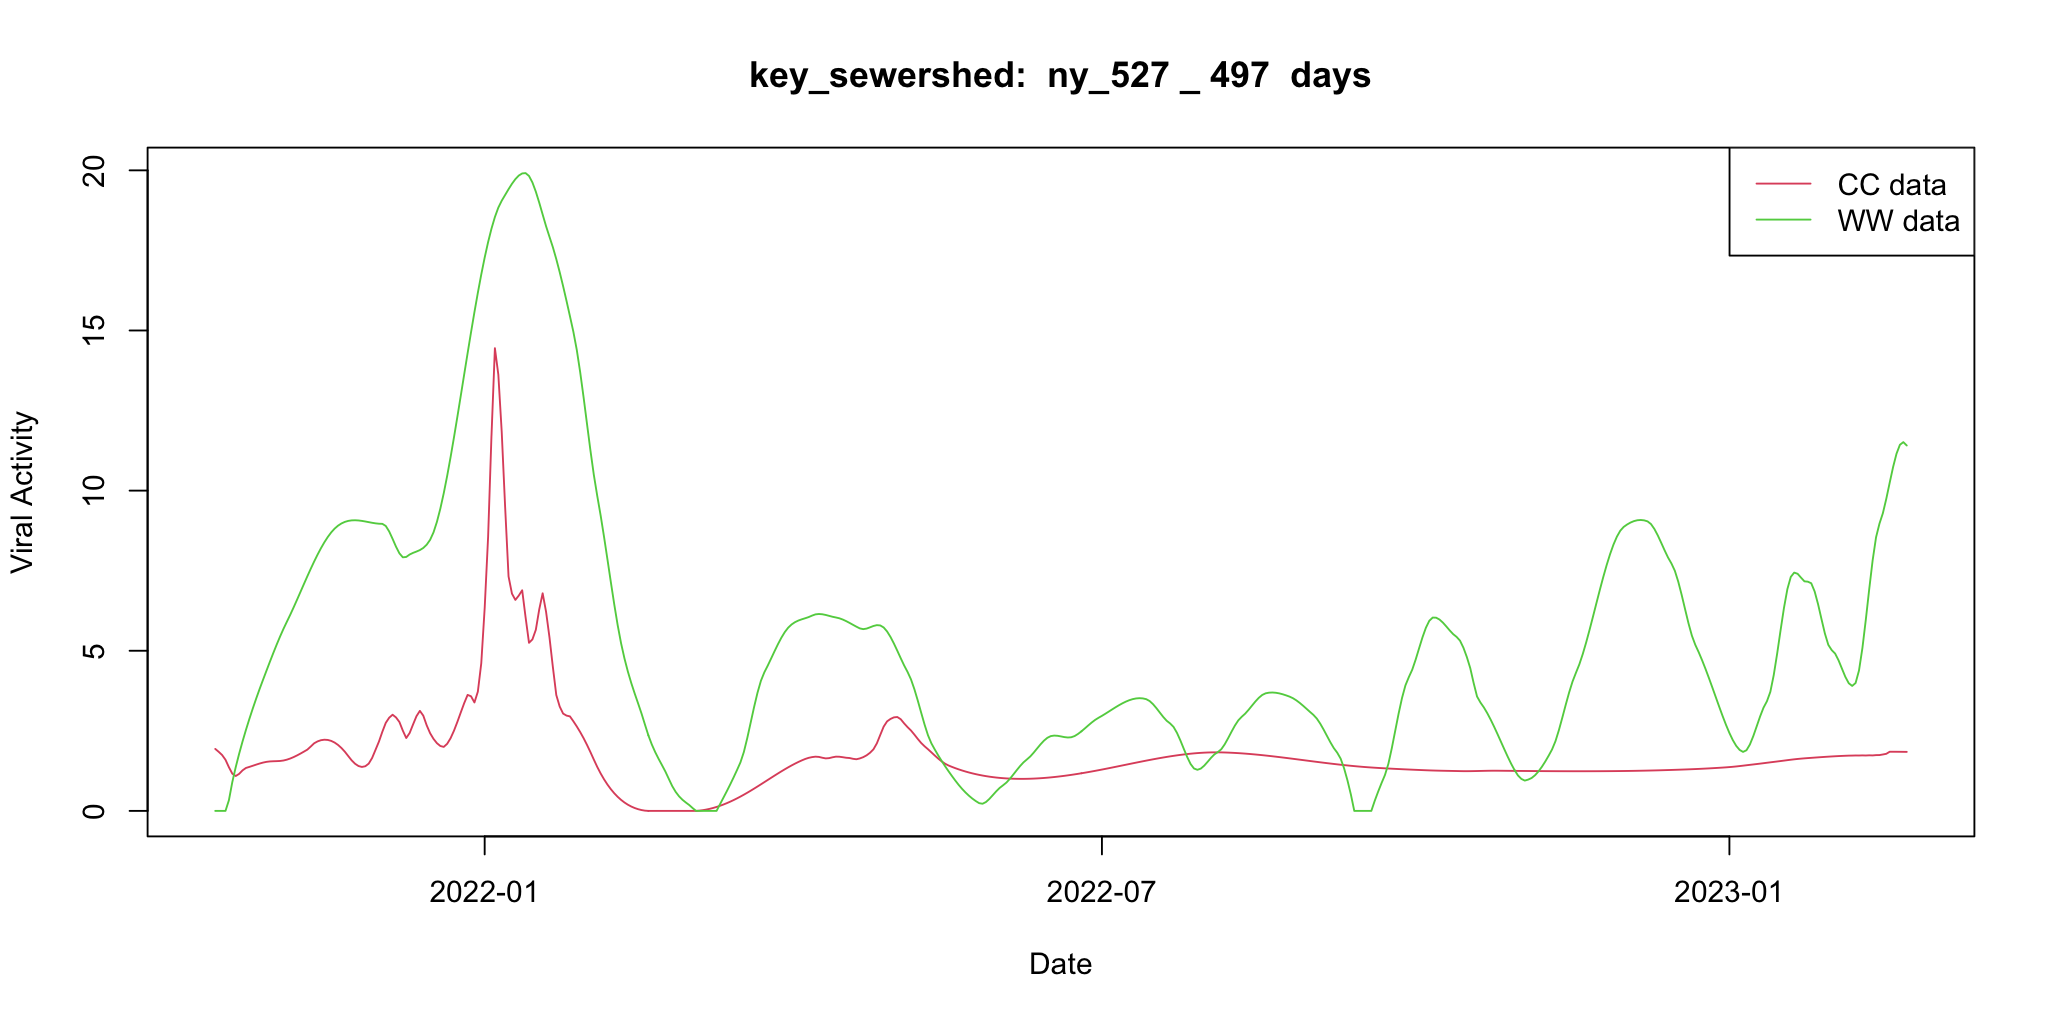 key_sewershed: ny_527 _ 497 days
CC data
WW data
Viral Activity
20
15
10
5
0
2022-01
2022-07
2023-01
Date